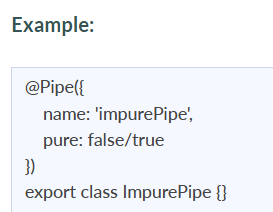 Example:
@Pipe({
name: 'impurePipe',
pure: false/true
})
export class ImpurePipe {}